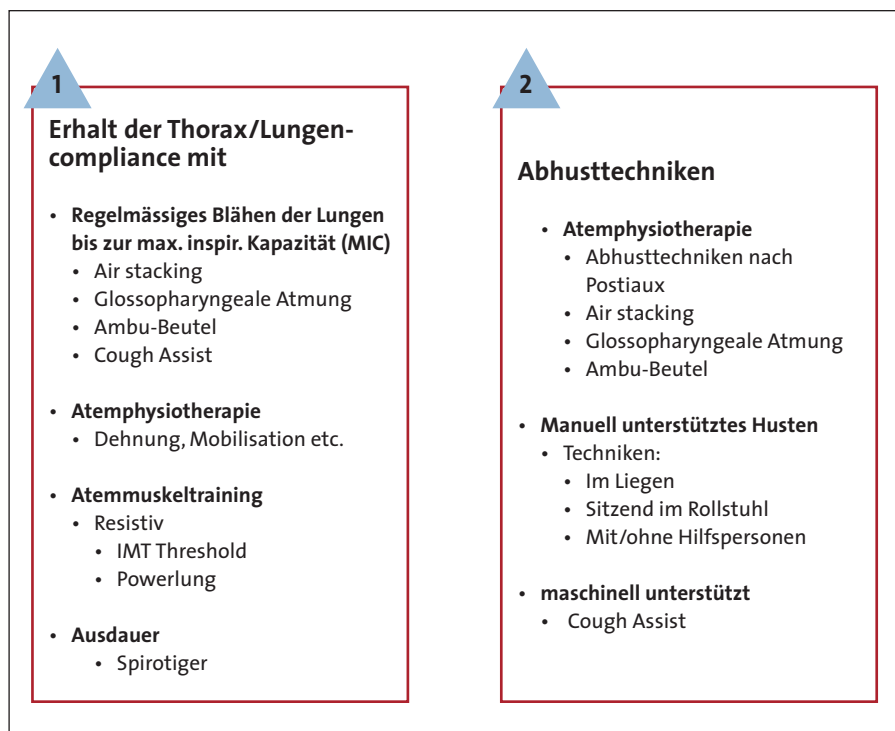 1
Erhalt der Thorax/Lungen-
compliance mit
• Regelmässiges Blähen der Lungen
bis zur max. inspir. Kapazität (MIC)
• Air stacking
• Glossopharyngeale Atmung
• Ambu-Beutel
• Cough Assist
• Atemphysiotherapie
• Dehnung, Mobilisation etc.
• Atemmuskeltraining
• Resistiv
• IMT Threshold
• Powerlung
• Ausdauer
• Spirotiger
2
Abhusttechniken
• Atemphysiotherapie
• Abhusttechniken nach
Postiaux
• Air stacking
• Glossopharyngeale Atmung
• Ambu-Beutel
• Manuell unterstütztes Husten
• Techniken:
• Im Liegen
• Sitzend im Rollstuhl
• Mit/ohne Hilfspersonen
• maschinell unterstützt
• Cough Assist